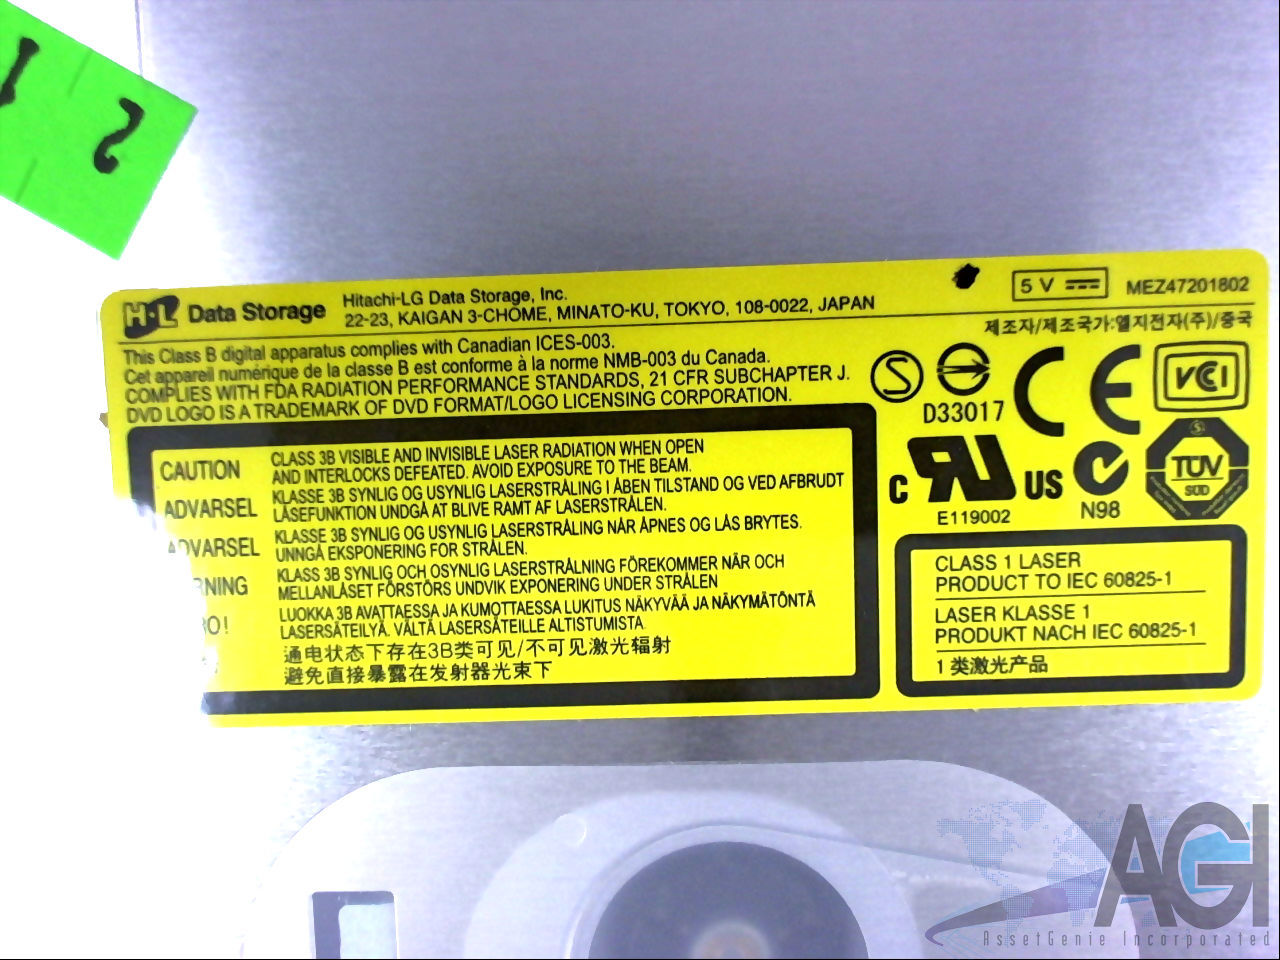 1 2
H·L Data Storage
Hitachi-LG Data Storage, Inc.
22-23, KAIGAN 3-CHOME, MINATO-KU, TOKYO, 108-0022, JAPAN
5 V
MEZ47201802
제조자/제조국가:엘지전자(주)/중국
This Class B digital apparatus complies with Canadian ICES-003.
Cet appareil numérique de la classe B est conforme à la norme NMB-003 du Canada.
COMPLIES WITH FDA RADIATION PERFORMANCE STANDARDS, 21 CFR SUBCHAPTER J.
DVD LOGO IS A TRADEMARK OF DVD FORMAT/LOGO LICENSING CORPORATION.
S
D33017
CE
VCI
CAUTION
CLASS 3B VISIBLE AND INVISIBLE LASER RADIATION WHEN OPEN
AND INTERLOCKS DEFEATED. AVOID EXPOSURE TO THE BEAM.
ADVARSEL
KLASSE 3B SYNLIG OG USYNLIG LASERSTRÅLING I ÅBEN TILSTAND OG VED AFBRUDT
LÅSEFUNKTION UNDGÅ AT BLIVE RAMT AF LASERSTRÅLEN.
ADVARSEL
KLASSE 3B SYNLIG OG USYNLIG LASERSTRÅLING NÅR ÅPNES OG LÅS BRYTES.
UNNGÅ EKSPONERING FOR STRÅLEN.
RNING
KLASS 3B SYNLIG OCH OSYNLIG LASERSTRÅLNING FÖREKOMMER NÄR OCH
MELLANLÅSET FÖRSTÖRS UNDVIK EXPONERING UNDER STRÅLEN
RO!
LUOKKA 3B AVATTAESSA JA KUMOTTAESSA LUKITUS NÄKYVÄÄ JA NÄKYMÄTÖNTÄ
LASERSÄTEILYÄ. VÄLTÄ LASERSÄTEILLE ALTISTUMISTA.
通电状态下存在3B类可见/不可见激光辐射
避免直接暴露在发射器光束下
c RU US
E119002
N98
TÜV
SÜD
CLASS 1 LASER
PRODUCT TO IEC 60825-1
LASER KLASSE 1
PRODUKT NACH IEC 60825-1
1 类激光产品
AGI
AssetGenie Incorporated